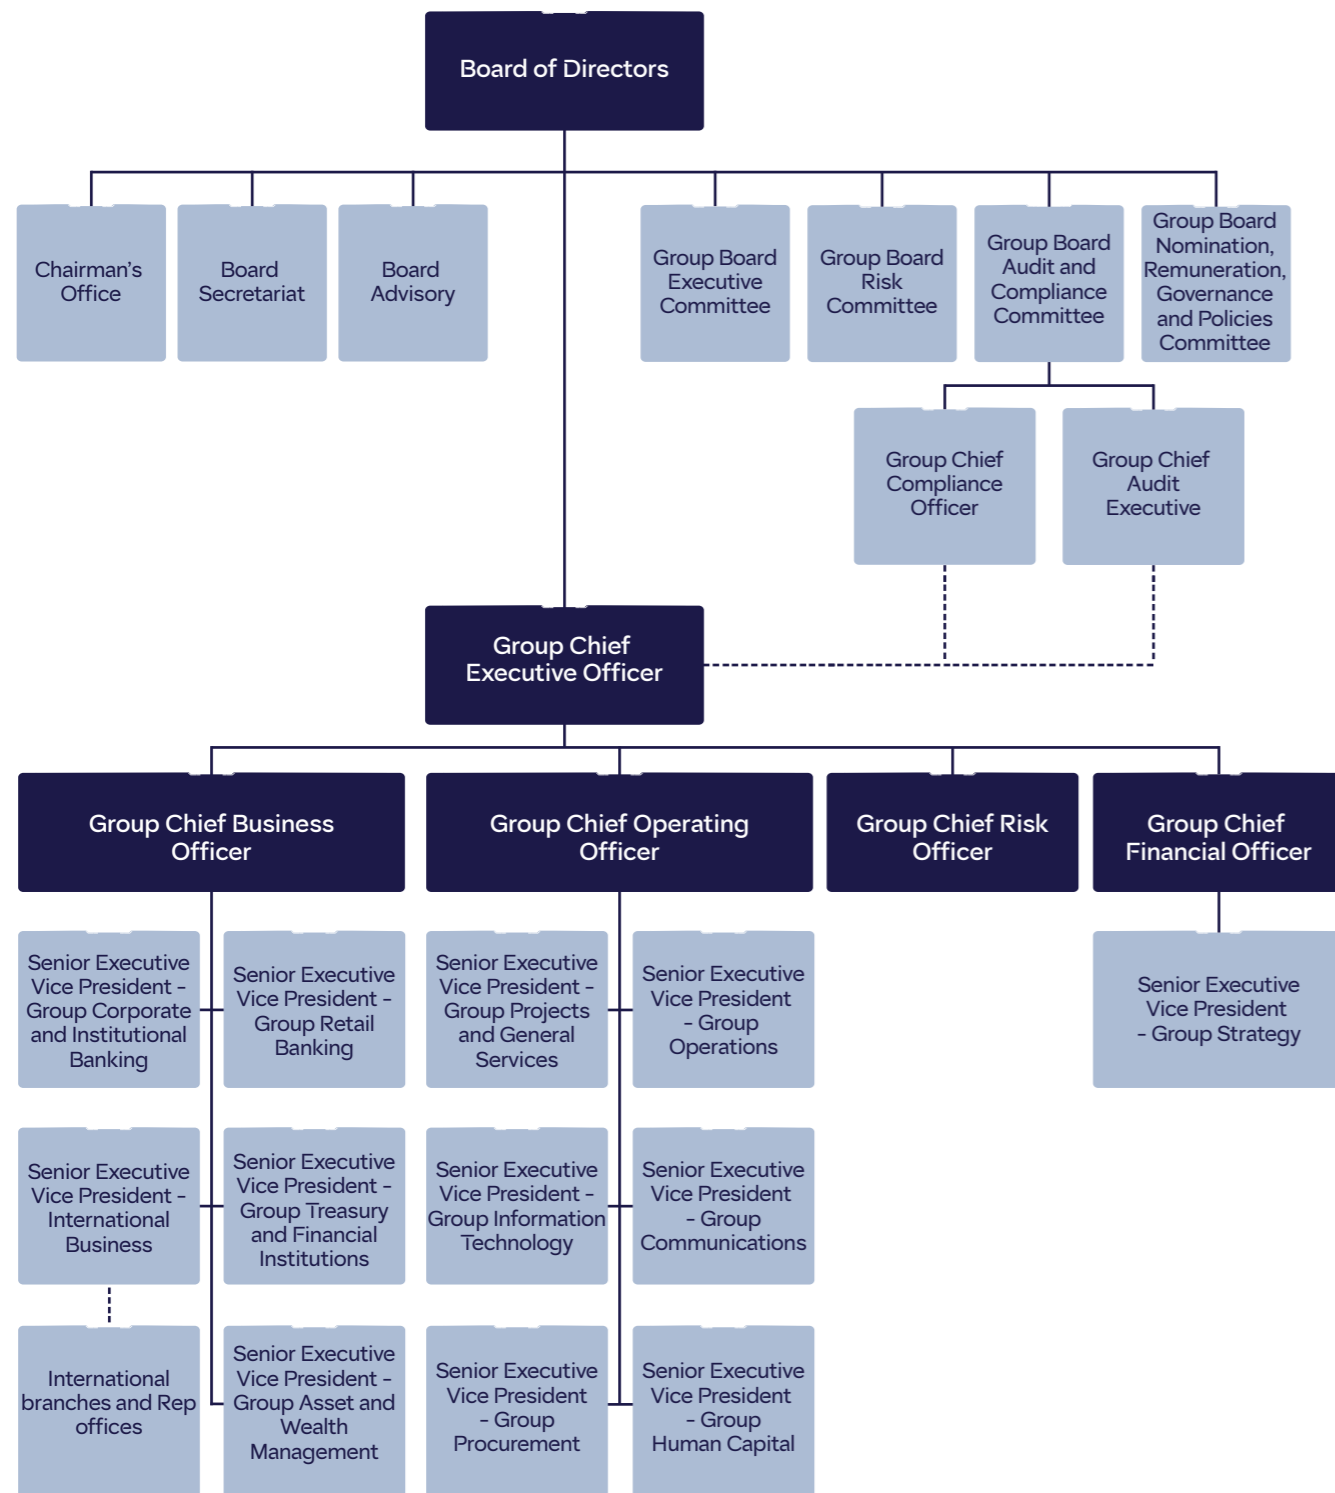 Board of Directors
Chairman's
Office
Board
Secretariat
Board
Advisory
Group Board
Executive
Committee
Group Board
Risk
Committee
Group Board
Audit and
Compliance
Committee
Group Board
Nomination,
Remuneration,
Governance
and Policies
Committee
Group Chief
Compliance
Officer
Group Chief
Audit
Executive
Group Chief
Executive Officer
Group Chief Business
Officer
Group Chief Operating
Officer
Group Chief Risk
Officer
Group Chief
Financial Officer
Senior Executive
Vice President –
Group Corporate
and Institutional
Banking
Senior Executive
Vice President –
Group Retail
Banking
Senior Executive
Vice President –
Group Projects
and General
Services
Senior Executive
Vice President
– Group
Operations
Senior Executive
Vice President
– Group Strategy
Senior Executive
Vice President –
International
Business
Senior Executive
Vice President –
Group Treasury
and Financial
Institutions
Senior Executive
Vice President –
Group Information
Technology
Senior Executive
Vice President
– Group
Communications
International
branches and Rep
offices
Senior Executive
Vice President –
Group Asset and
Wealth
Management
Senior Executive
Vice President
– Group
Procurement
Senior Executive
Vice President
– Group
Human Capital